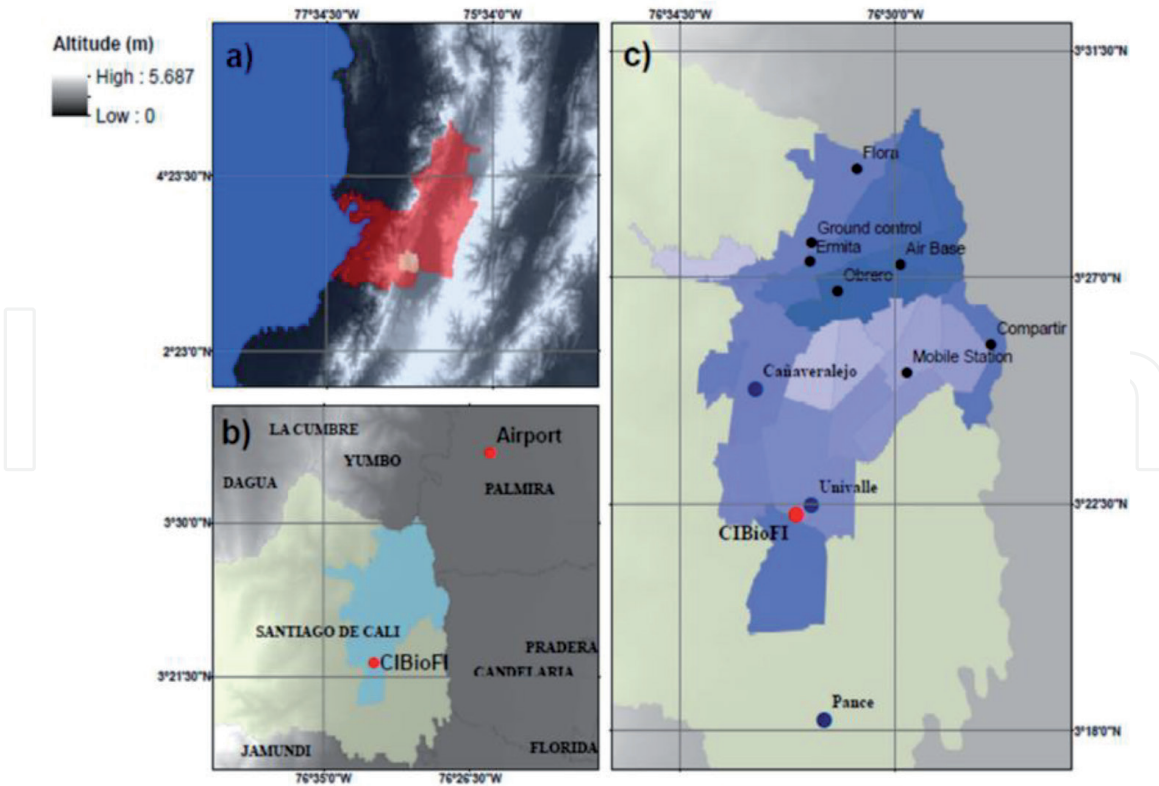 77°34'30"W 75°34'0"W
Altitude (m)
High : 5.687
Low : 0
a)
4°23'30"N
2°23'0"N
b)
LA CUMBRE
YUMBO
DAGUA
Airport
PALMIRA
3°30'0"N
SANTIAGO DE CALI
CIBioFI
PRADERA
CANDELARIA
3°21'30"N
JAMUNDI
FLORIDA
76°35'0"W 76°26'30"W
76°34'30"W 76°30'0"W
c)
3°31'30"N
Flora
Ground control
Ermita
Air Base
3°27'0"N
Obrero
Compartir
Mobile Station
Cañaveralejo
Univalle
3°22'30"N
CIBioFI
Pance
3°18'0"N